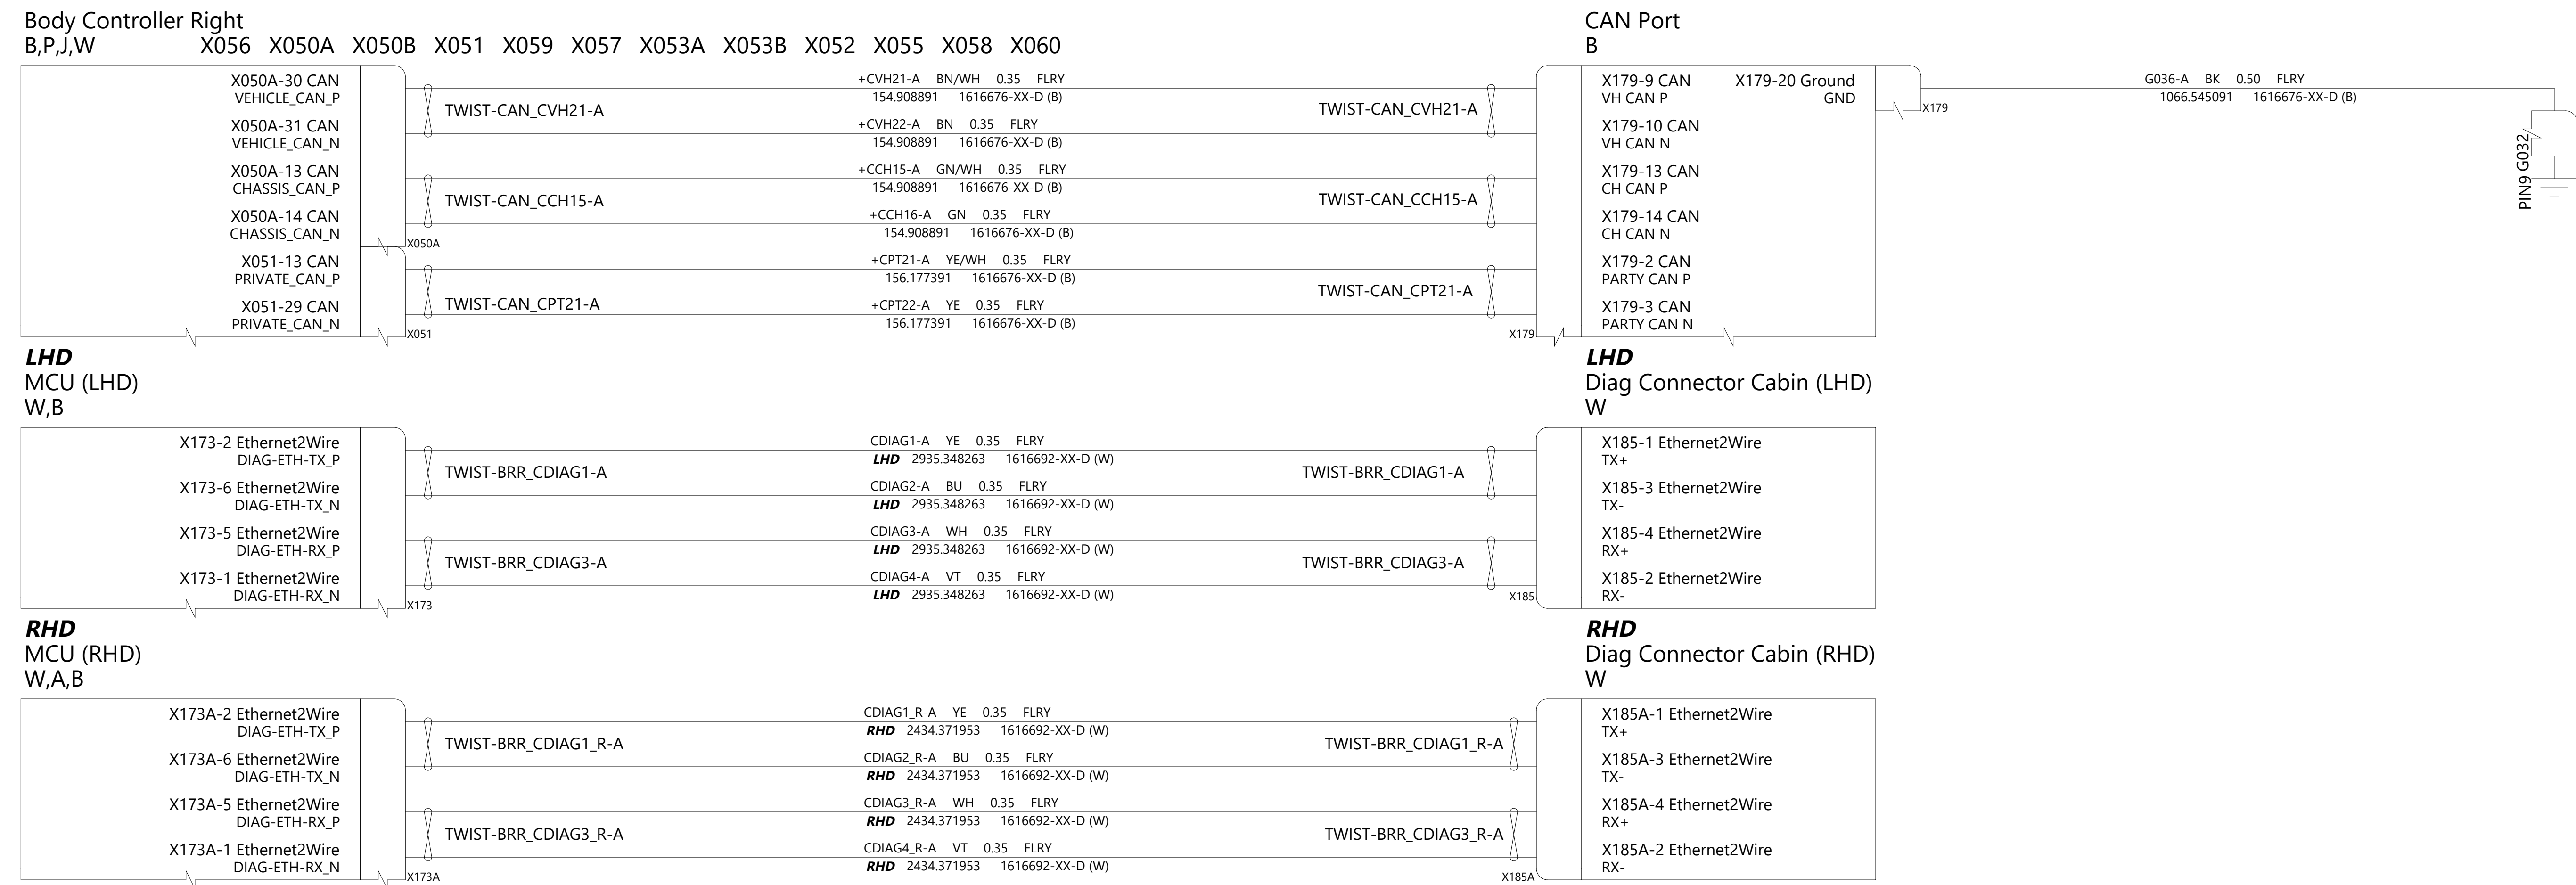 Body Controller Right
B,P,J,W X056 X050A X050B X051 X059 X057 X053A X053B X052 X055 X058 X060
CAN Port
B
X050A-30 CAN
VEHICLE_CAN_P
X050A-31 CAN
VEHICLE_CAN_N
X050A-13 CAN
CHASSIS_CAN_P
X050A-14 CAN
CHASSIS_CAN_N
X050A
X051-13 CAN
PRIVATE_CAN_P
X051-29 CAN
PRIVATE_CAN_N
X051
TWIST-CAN_CVH21-A
TWIST-CAN_CCH15-A
TWIST-CAN_CPT21-A
+CVH21-A BN/WH 0.35 FLRY
154.908891 1616676-XX-D (B)
+CVH22-A BN 0.35 FLRY
154.908891 1616676-XX-D (B)
+CCH15-A GN/WH 0.35 FLRY
154.908891 1616676-XX-D (B)
+CCH16-A GN 0.35 FLRY
154.908891 1616676-XX-D (B)
+CPT21-A YE/WH 0.35 FLRY
156.177391 1616676-XX-D (B)
+CPT22-A YE 0.35 FLRY
156.177391 1616676-XX-D (B)
TWIST-CAN_CVH21-A
TWIST-CAN_CCH15-A
TWIST-CAN_CPT21-A
X179
X179-9 CAN
VH CAN P
X179-10 CAN
VH CAN N
X179-13 CAN
CH CAN P
X179-14 CAN
CH CAN N
X179-2 CAN
PARTY CAN P
X179-3 CAN
PARTY CAN N
X179-20 Ground
GND
X179
G036-A BK 0.50 FLRY
1066.545091 1616676-XX-D (B)
PIN9 G032
LHD
MCU (LHD)
W,B
LHD
Diag Connector Cabin (LHD)
W
X173-2 Ethernet2Wire
DIAG-ETH-TX_P
X173-6 Ethernet2Wire
DIAG-ETH-TX_N
X173-5 Ethernet2Wire
DIAG-ETH-RX_P
X173-1 Ethernet2Wire
DIAG-ETH-RX_N
X173
TWIST-BRR_CDIAG1-A
TWIST-BRR_CDIAG3-A
CDIAG1-A YE 0.35 FLRY
LHD 2935.348263 1616692-XX-D (W)
CDIAG2-A BU 0.35 FLRY
LHD 2935.348263 1616692-XX-D (W)
CDIAG3-A WH 0.35 FLRY
LHD 2935.348263 1616692-XX-D (W)
CDIAG4-A VT 0.35 FLRY
LHD 2935.348263 1616692-XX-D (W)
TWIST-BRR_CDIAG1-A
TWIST-BRR_CDIAG3-A
X185
X185-1 Ethernet2Wire
TX+
X185-3 Ethernet2Wire
TX-
X185-4 Ethernet2Wire
RX+
X185-2 Ethernet2Wire
RX-
RHD
MCU (RHD)
W,A,B
RHD
Diag Connector Cabin (RHD)
W
X173A-2 Ethernet2Wire
DIAG-ETH-TX_P
X173A-6 Ethernet2Wire
DIAG-ETH-TX_N
X173A-5 Ethernet2Wire
DIAG-ETH-RX_P
X173A-1 Ethernet2Wire
DIAG-ETH-RX_N
X173A
TWIST-BRR_CDIAG1_R-A
TWIST-BRR_CDIAG3_R-A
CDIAG1_R-A YE 0.35 FLRY
RHD 2434.371953 1616692-XX-D (W)
CDIAG2_R-A BU 0.35 FLRY
RHD 2434.371953 1616692-XX-D (W)
CDIAG3_R-A WH 0.35 FLRY
RHD 2434.371953 1616692-XX-D (W)
CDIAG4_R-A VT 0.35 FLRY
RHD 2434.371953 1616692-XX-D (W)
TWIST-BRR_CDIAG1_R-A
TWIST-BRR_CDIAG3_R-A
X185A
X185A-1 Ethernet2Wire
TX+
X185A-3 Ethernet2Wire
TX-
X185A-4 Ethernet2Wire
RX+
X185A-2 Ethernet2Wire
RX-